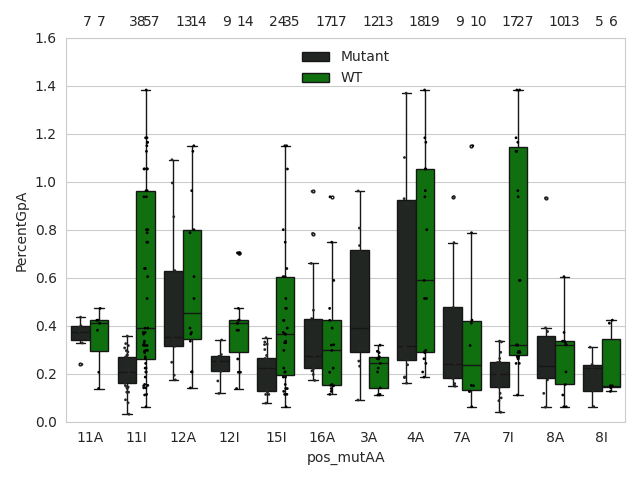 7 7 38 57 13 14 9 14 24 35 17 17 12 13 18 19 9 10 17 27 10 13 5 6
1.6
Mutant
WT
1.4
1.2
1.0
0.8
0.6
0.4
0.2
0.0
PercentGpA
11A 11I 12A 12I 15I 16A 3A 4A 7A 7I 8A 8I
pos_mutAA